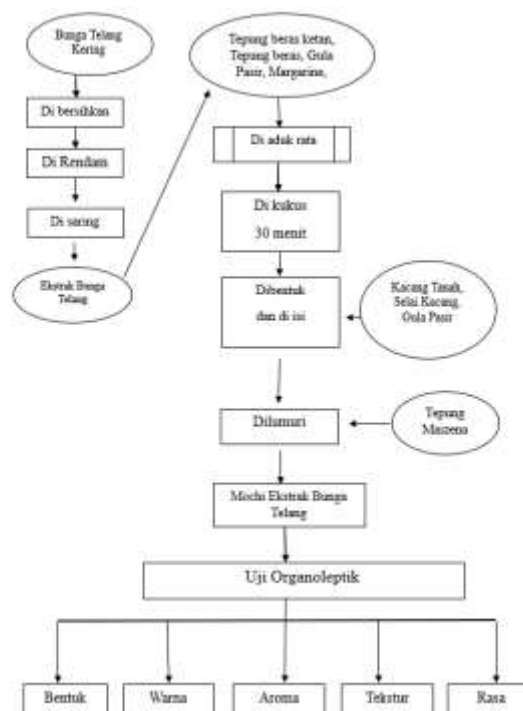 Bunga Telang
Kering
Di bersihkan
Di Rendam
Di saring
Ekstrak Bunga
Telang
Tepung beras ketan,
Tepung beras, Gula
Pasir, Margarine,
Di aduk rata
Di kukus
30 menit
Dibentuk
dan di isi
Kacang Tanah,
Selai Kacang,
Gula Pasir
Dilumuri
Tepung
Maizena
Mochi Ekstrak Bunga
Telang
Uji Organoleptik
Bentuk
Warna
Aroma
Tekstur
Rasa